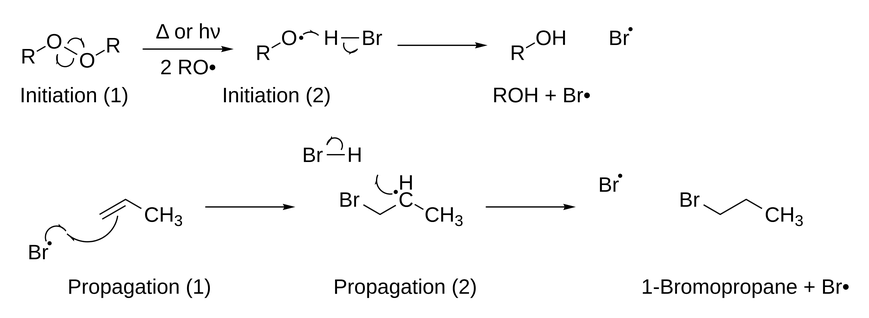 R O O R
Δ or hν
2 RO•
R O• H Br
R OH
Br•
Initiation (1)
Initiation (2)
ROH + Br•
Br H
Br•
CH3
Br
H
C•
CH3
Br•
Br
CH3
Propagation (1)
Propagation (2)
1-Bromopropane + Br•